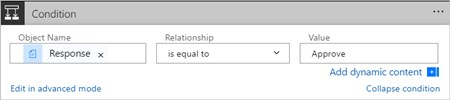 Condition ...
Object Name Relationship Value
Response x is equal to Approve
Add dynamic content
Edit in advanced mode Collapse condition